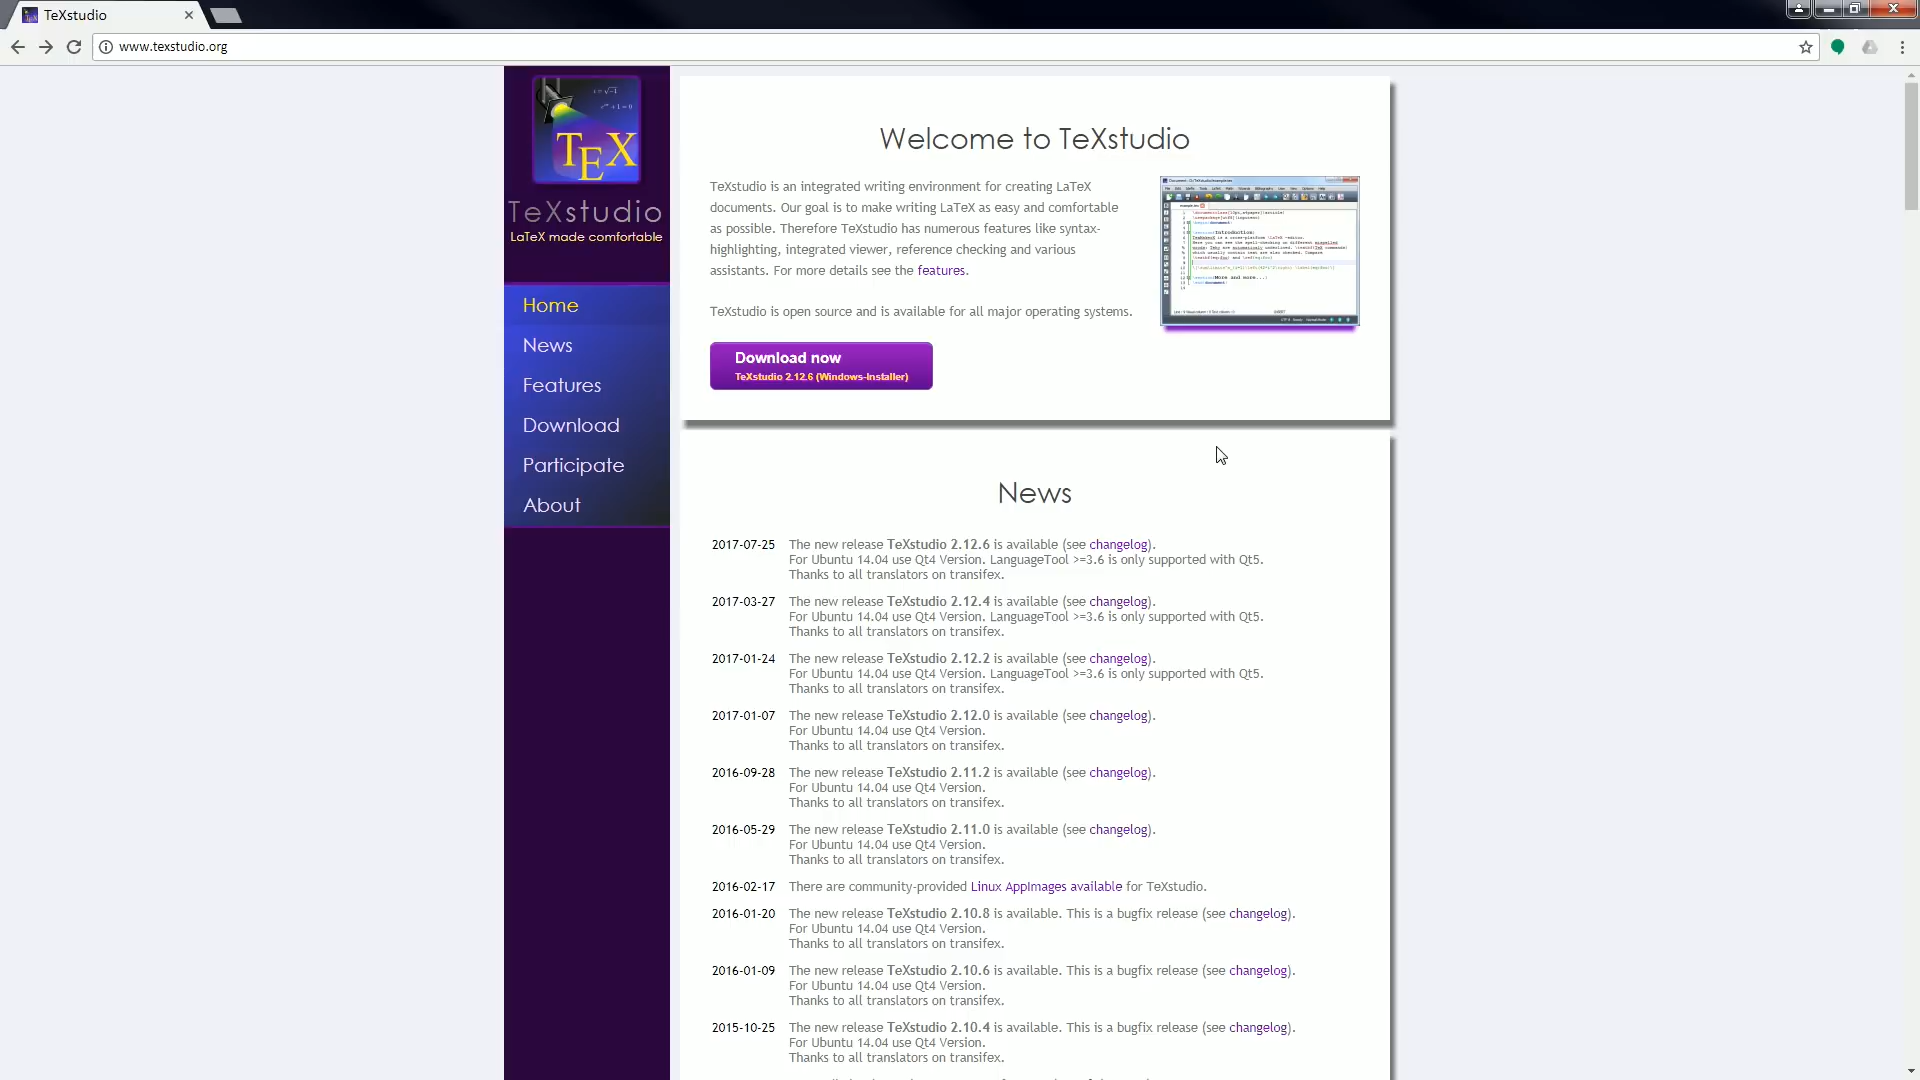 TeXstudio
www.texstudio.org
TEX
TeXstudio
LaTeX made comfortable
Home
News
Features
Download
Participate
About
Welcome to TeXstudio
TeXstudio is an integrated writing environment for creating LaTeX
documents. Our goal is to make writing LaTeX as easy and comfortable
as possible. Therefore TeXstudio has numerous features like syntax-
highlighting, integrated viewer, reference checking and various
assistants. For more details see the features.
TeXstudio is open source and is available for all major operating systems.
Download now
TeXstudio 2.12.6 (Windows-Installer)
News
2017-07-25 The new release TeXstudio 2.12.6 is available (see changelog).
For Ubuntu 14.04 use Qt4 Version. LanguageTool >=3.6 is only supported with Qt5.
Thanks to all translators on transifex.
2017-03-27 The new release TeXstudio 2.12.4 is available (see changelog).
For Ubuntu 14.04 use Qt4 Version. LanguageTool >=3.6 is only supported with Qt5.
Thanks to all translators on transifex.
2017-01-24 The new release TeXstudio 2.12.2 is available (see changelog).
For Ubuntu 14.04 use Qt4 Version. LanguageTool >=3.6 is only supported with Qt5.
Thanks to all translators on transifex.
2017-01-07 The new release TeXstudio 2.12.0 is available (see changelog).
For Ubuntu 14.04 use Qt4 Version.
Thanks to all translators on transifex.
2016-09-28 The new release TeXstudio 2.11.2 is available (see changelog).
For Ubuntu 14.04 use Qt4 Version.
Thanks to all translators on transifex.
2016-05-29 The new release TeXstudio 2.11.0 is available (see changelog).
For Ubuntu 14.04 use Qt4 Version.
Thanks to all translators on transifex.
2016-02-17 There are community-provided Linux AppImages available for TeXstudio.
2016-01-20 The new release TeXstudio 2.10.8 is available. This is a bugfix release (see changelog).
For Ubuntu 14.04 use Qt4 Version.
Thanks to all translators on transifex.
2016-01-09 The new release TeXstudio 2.10.6 is available. This is a bugfix release (see changelog).
For Ubuntu 14.04 use Qt4 Version.
Thanks to all translators on transifex.
2015-10-25 The new release TeXstudio 2.10.4 is available. This is a bugfix release (see changelog).
For Ubuntu 14.04 use Qt4 Version.
Thanks to all translators on transifex.